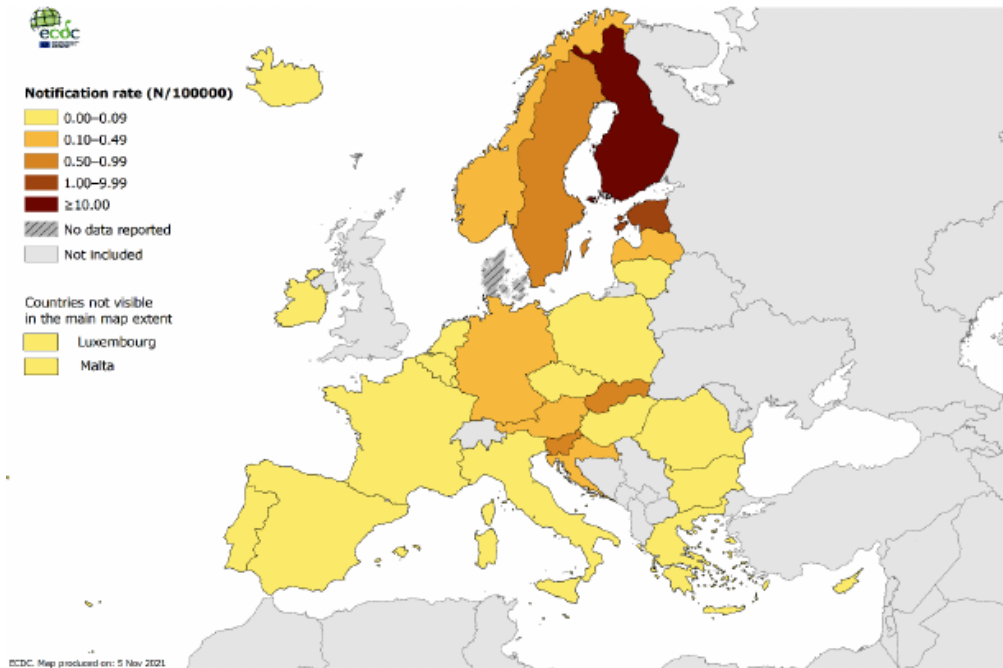 ecdc
Notification rate (N/100000)
0.00–0.09
0.10–0.49
0.50–0.99
1.00–9.99
≥10.00
No data reported
Not included
Countries not visible
in the main map extent
Luxembourg
Malta
ECDC. Map produced on: 5 Nov 2021